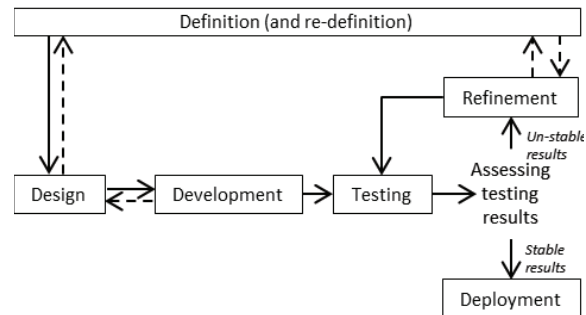 Definition (and re-definition)
Refinement
Un-stable
results
Design
Development
Testing
Assessing
testing
results
Stable
results
Deployment